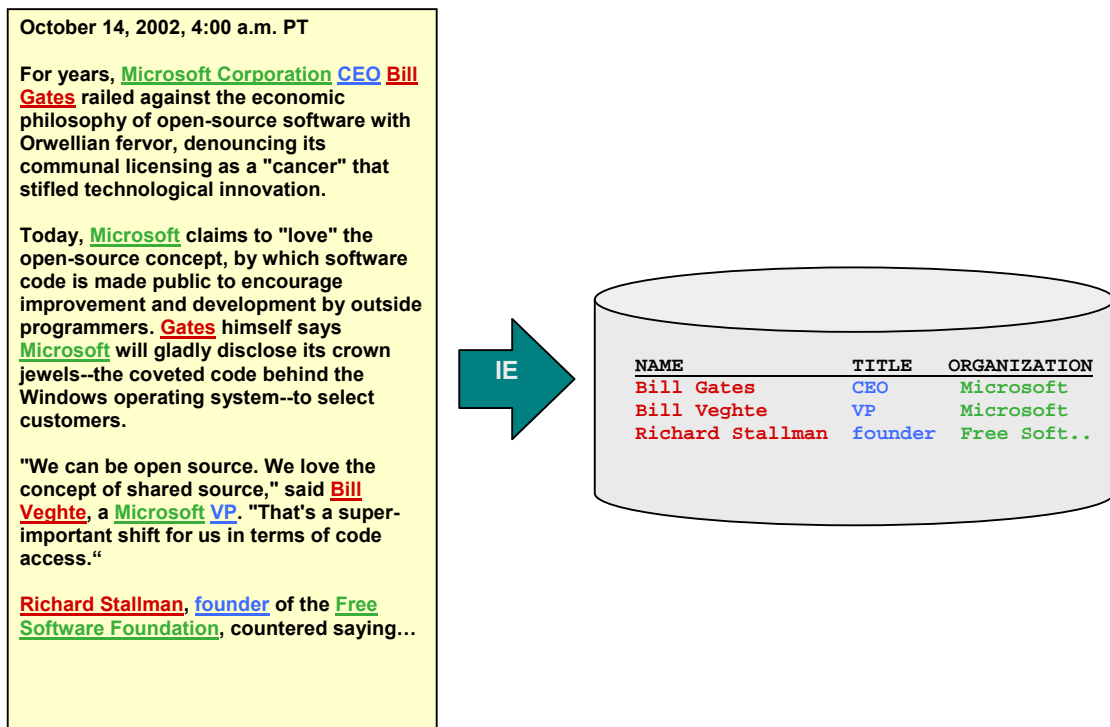 October 14, 2002, 4:00 a.m. PT
For years, Microsoft Corporation CEO Bill
Gates railed against the economic
philosophy of open-source software with
Orwellian fervor, denouncing its
communal licensing as a "cancer" that
stifled technological innovation.
Today, Microsoft claims to "love" the
open-source concept, by which software
code is made public to encourage
improvement and development by outside
programmers. Gates himself says
Microsoft will gladly disclose its crown
jewels--the coveted code behind the
Windows operating system--to select
customers.
"We can be open source. We love the
concept of shared source," said Bill
Veghte, a Microsoft VP. "That's a super-
important shift for us in terms of code
access.“
Richard Stallman, founder of the Free
Software Foundation, countered saying…
IE
NAME TITLE ORGANIZATION
Bill Gates CEO Microsoft
Bill Veghte VP Microsoft
Richard Stallman founder Free Soft..